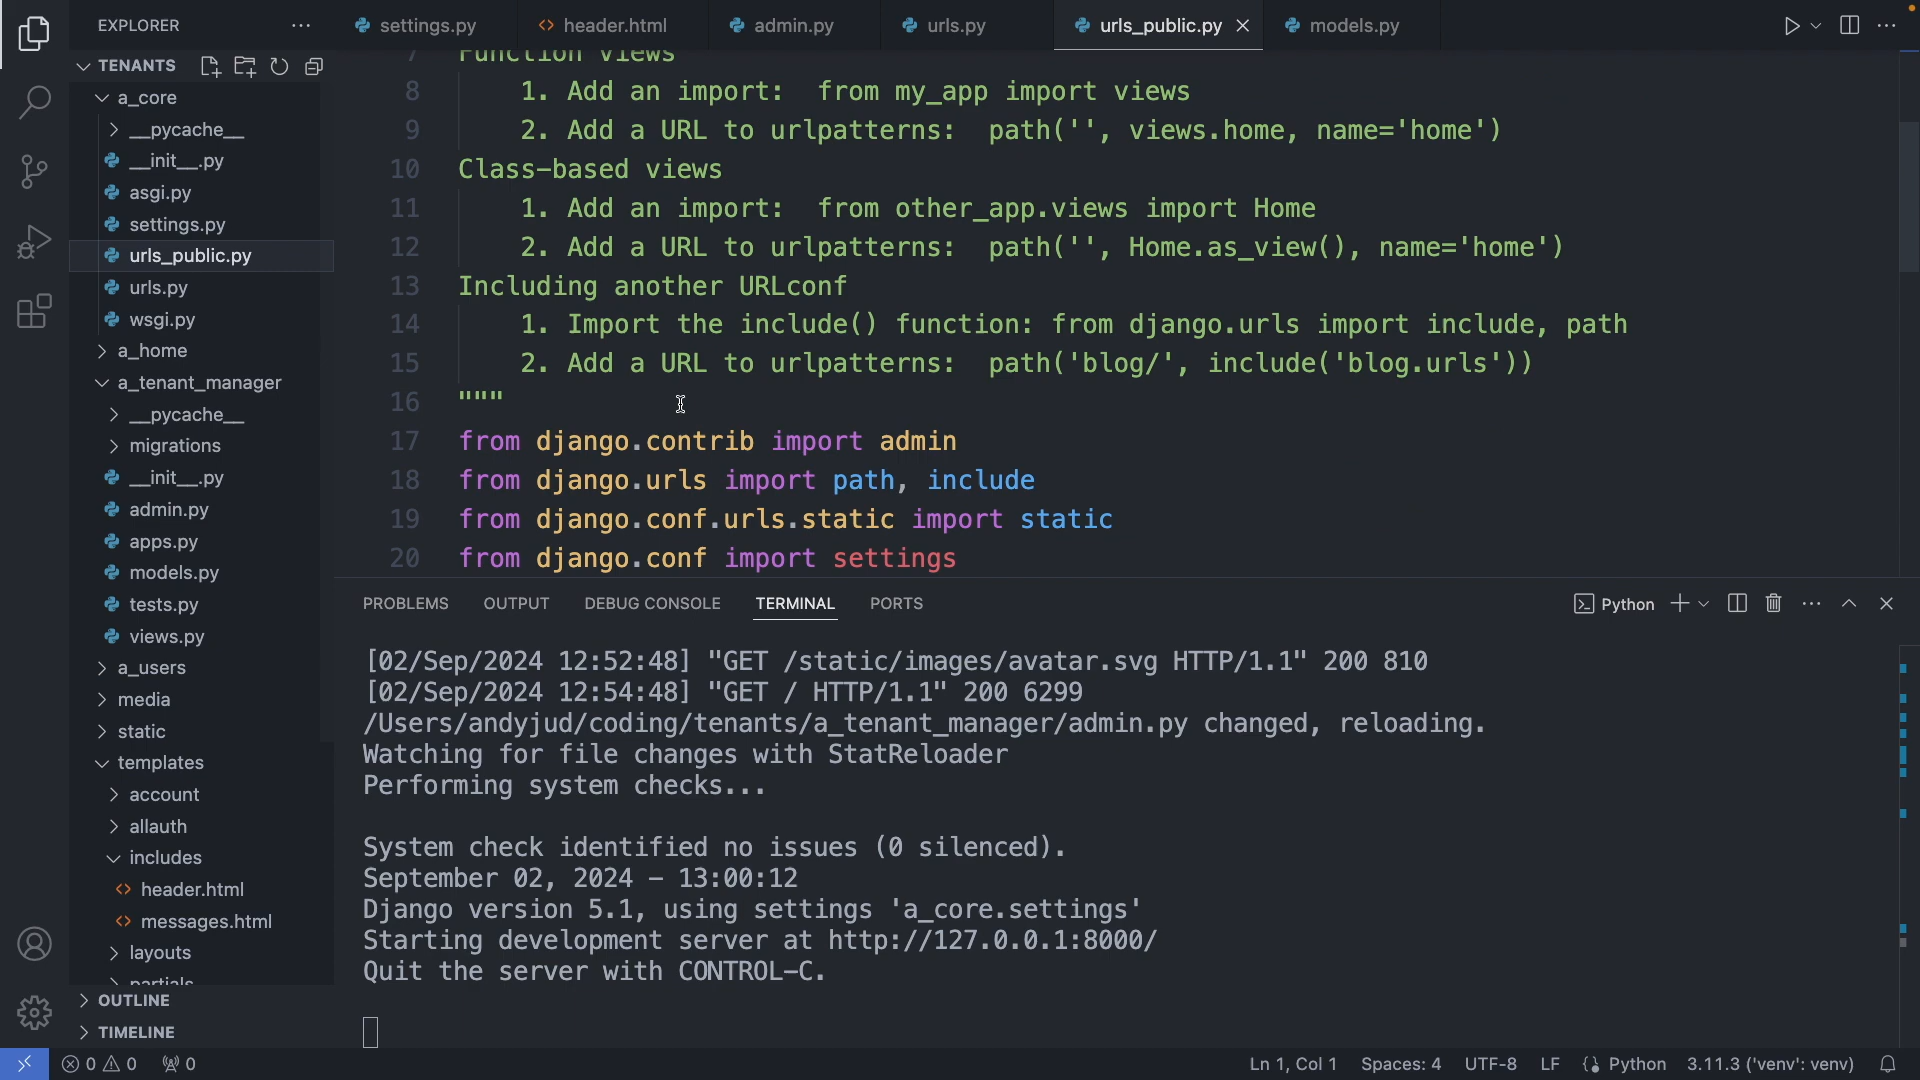 EXPLORER
settings.py
header.html
admin.py
urls.py
urls_public.py
models.py
TENANTS
a_core
__pycache__
__init__.py
asgi.py
settings.py
urls_public.py
urls.py
wsgi.py
a_home
a_tenant_manager
__pycache__
migrations
__init__.py
admin.py
apps.py
models.py
tests.py
views.py
a_users
media
static
templates
account
allauth
includes
header.html
messages.html
layouts
partials
OUTLINE
TIMELINE
7 Function views
8 1. Add an import:  from my_app import views
9 2. Add a URL to urlpatterns:  path('', views.home, name='home')
10 Class-based views
11 1. Add an import:  from other_app.views import Home
12 2. Add a URL to urlpatterns:  path('', Home.as_view(), name='home')
13 Including another URLconf
14 1. Import the include() function: from django.urls import include, path
15 2. Add a URL to urlpatterns:  path('blog/', include('blog.urls'))
16 """
17 from django.contrib import admin
18 from django.urls import path, include
19 from django.conf.urls.static import static
20 from django.conf import settings
PROBLEMS OUTPUT DEBUG CONSOLE TERMINAL PORTS
Python
[02/Sep/2024 12:52:48] "GET /static/images/avatar.svg HTTP/1.1" 200 810
[02/Sep/2024 12:54:48] "GET / HTTP/1.1" 200 6299
/Users/andyjud/coding/tenants/a_tenant_manager/admin.py changed, reloading.
Watching for file changes with StatReloader
Performing system checks...
System check identified no issues (0 silenced).
September 02, 2024 - 13:00:12
Django version 5.1, using settings 'a_core.settings'
Starting development server at http://127.0.0.1:8000/
Quit the server with CONTROL-C.
0 0 0
Ln 1, Col 1 Spaces: 4 UTF-8 LF Python 3.11.3 ('venv': venv)